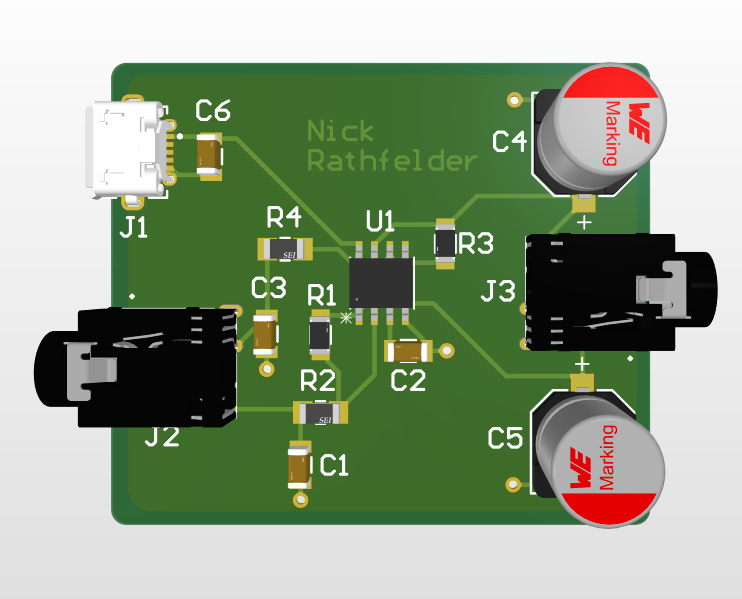 C6
Nick
Rathfelder
C4
WE
Marking
J1
R4
U1
R3
SEI
C3
R1
J3
R2
C2
J2
SEI
C5
WE
Marking
C1
+
+